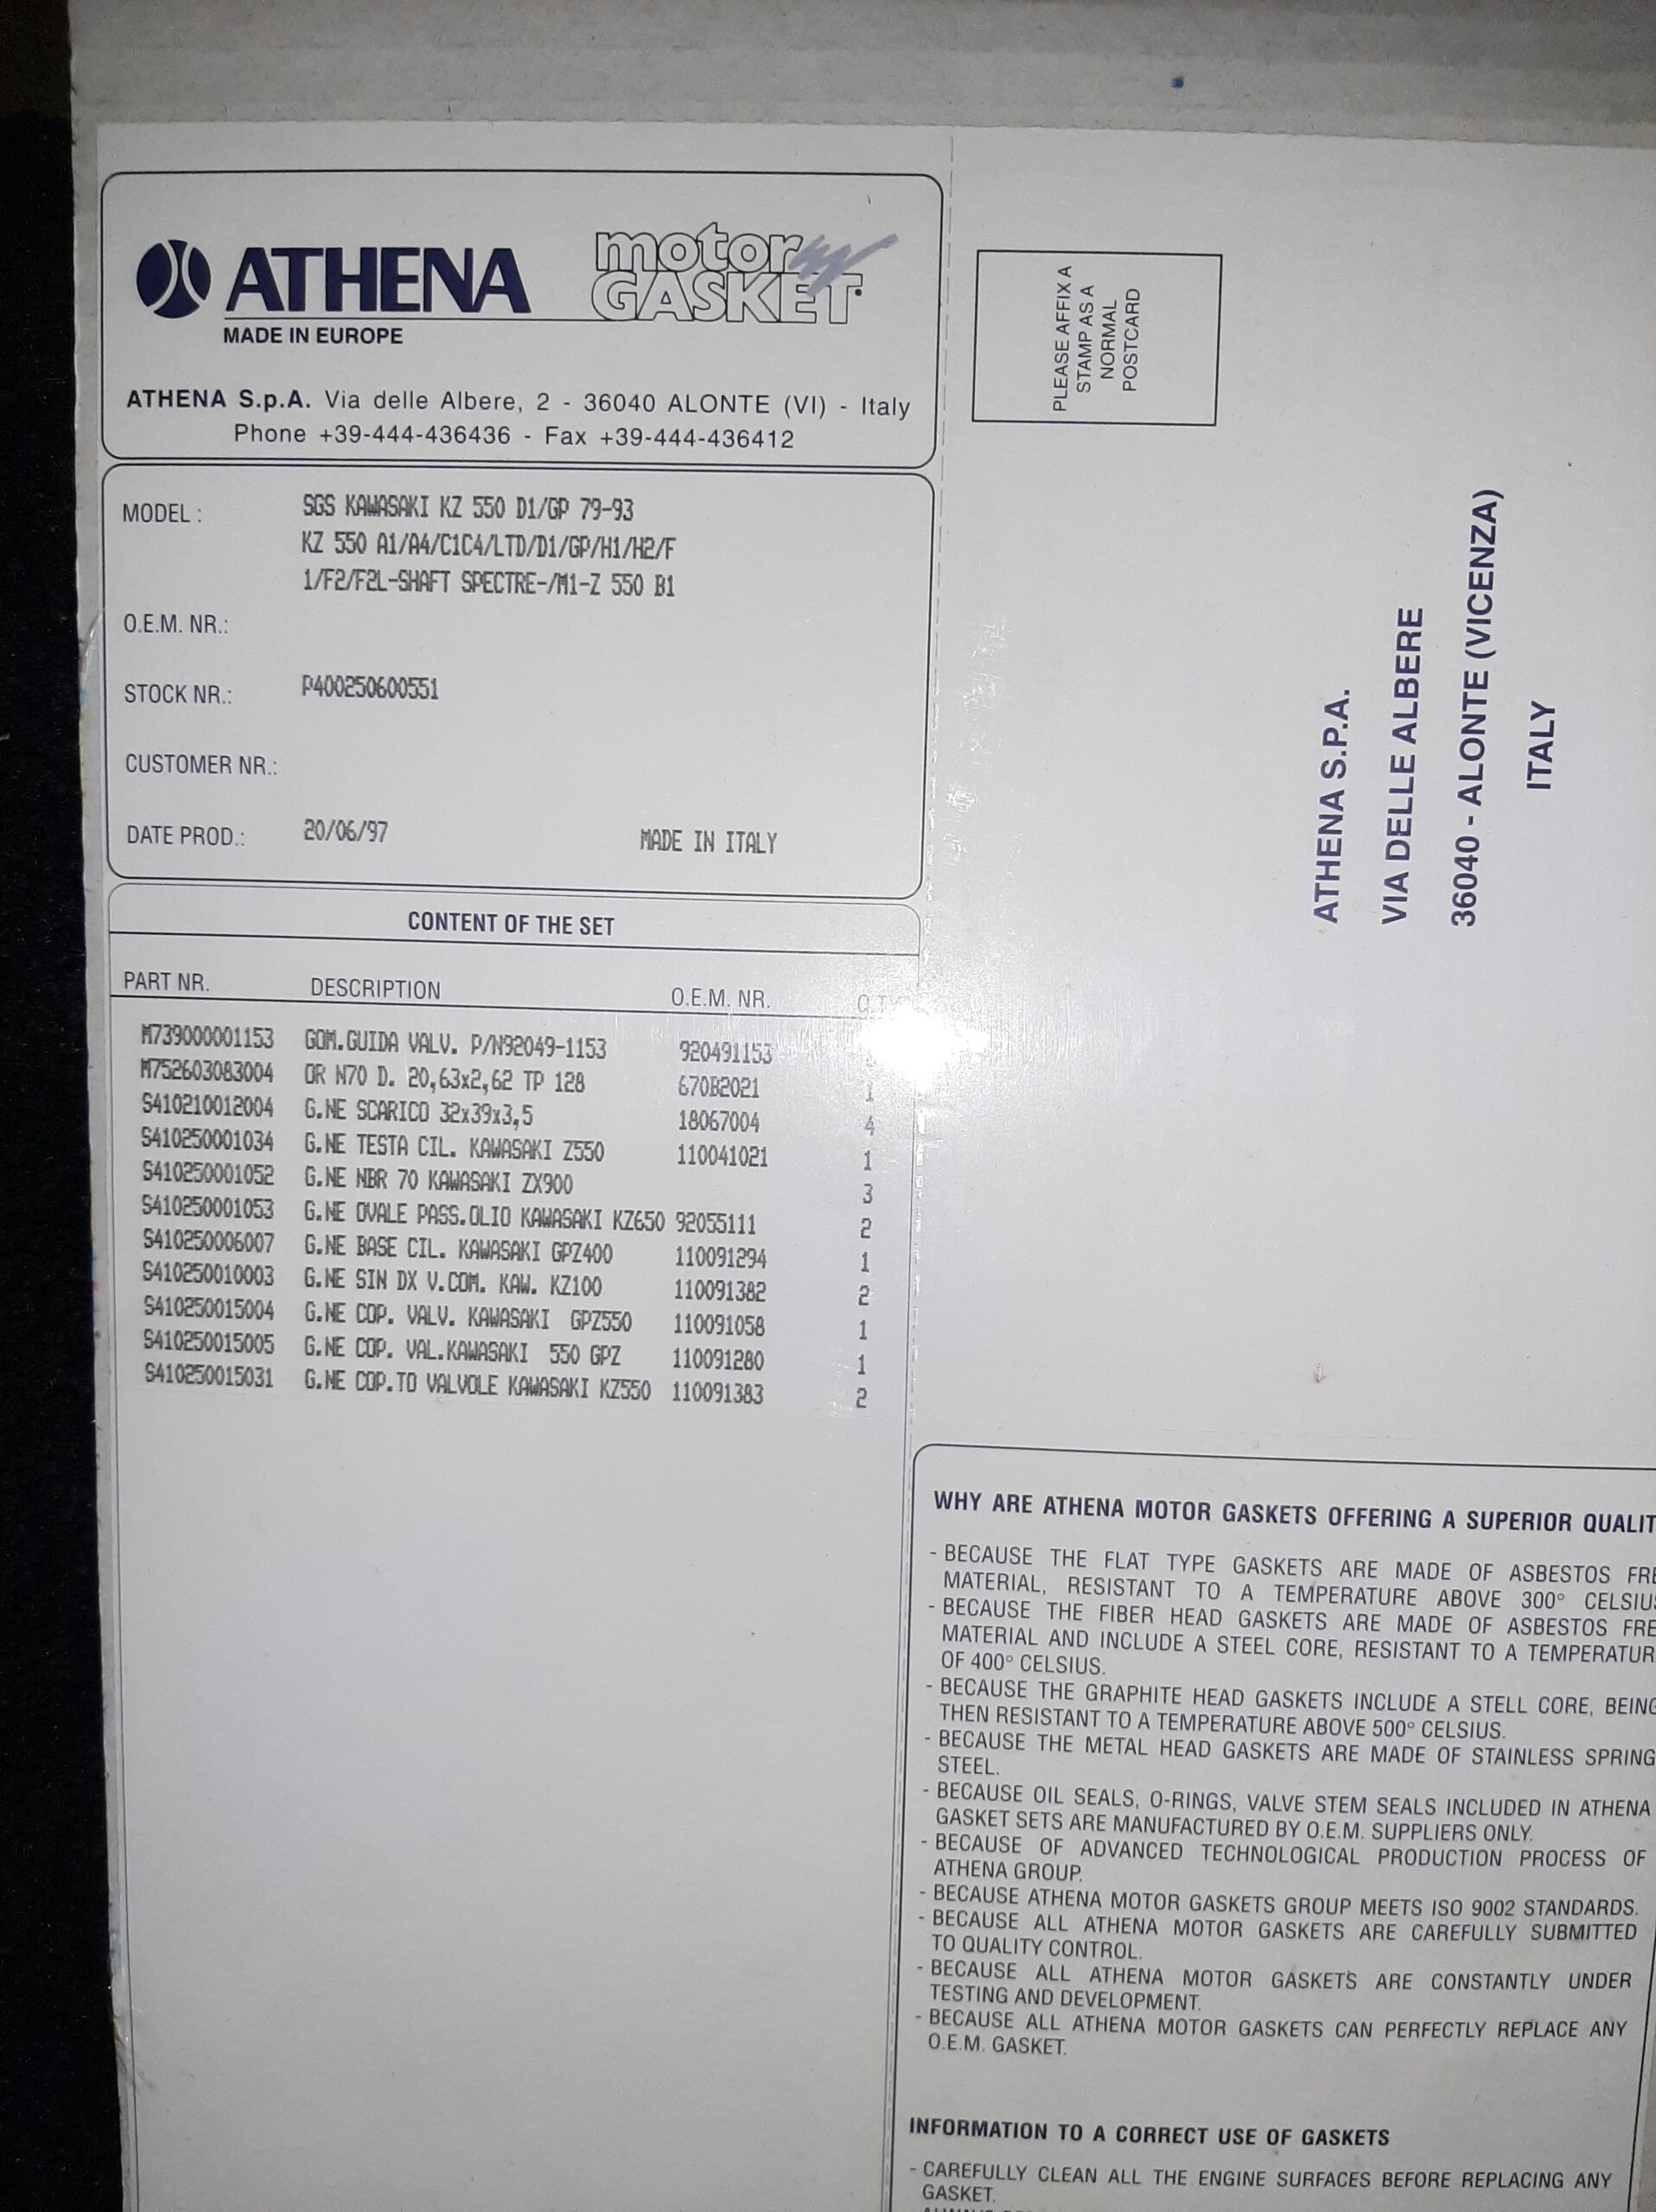 ATHENA
motor
GASKET
MADE IN EUROPE
ATHENA S.p.A. Via delle Albere, 2 - 36040 ALONTE (VI) - Italy
Phone +39-444-436436 - Fax +39-444-436412
MODEL : SGS KAWASAKI KZ 550 D1/GP 79-93
KZ 550 A1/A4/C1C4/LTD/D1/GP/H1/H2/F
1/F2/F2L-SHAFT SPECTRE-/M1-Z 550 B1
O.E.M. NR.:
STOCK NR.: P400250600551
CUSTOMER NR.:
DATE PROD.: 20/06/97 MADE IN ITALY
CONTENT OF THE SET
PART NR. DESCRIPTION O.E.M. NR. Q.TY
M739000001153 GOM.GUIDA VALV. P/N92049-1153 920491153
M752603083004 OR N70 D. 20,63x2,62 TP 128 670B2021 1
S410210012004 G.NE SCARICO 32x39x3,5 18067004 4
S410250001034 G.NE TESTA CIL. KAWASAKI Z550 110041021 1
S410250001052 G.NE NBR 70 KAWASAKI ZX900 3
S410250001053 G.NE OVALE PASS.OLIO KAWASAKI KZ650 92055111 2
S410250006007 G.NE BASE CIL. KAWASAKI GPZ400 110091294 1
S410250010003 G.NE SIN DX V.COM. KAW. KZ100 110091382 2
S410250015004 G.NE COP. VALV. KAWASAKI GPZ550 110091058 1
S410250015005 G.NE COP. VAL.KAWASAKI 550 GPZ 110091280 1
S410250015031 G.NE COP.TO VALVOLE KAWASAKI KZ550 110091383 2
PLEASE AFFIX A
STAMP AS A
NORMAL
POSTCARD
ATHENA S.P.A.
VIA DELLE ALBERE
36040 - ALONTE (VICENZA)
ITALY
WHY ARE ATHENA MOTOR GASKETS OFFERING A SUPERIOR QUALIT
- BECAUSE THE FLAT TYPE GASKETS ARE MADE OF ASBESTOS FRE
MATERIAL, RESISTANT TO A TEMPERATURE ABOVE 300° CELSIUS
- BECAUSE THE FIBER HEAD GASKETS ARE MADE OF ASBESTOS FRE
MATERIAL AND INCLUDE A STEEL CORE, RESISTANT TO A TEMPERATUR
OF 400° CELSIUS.
- BECAUSE THE GRAPHITE HEAD GASKETS INCLUDE A STELL CORE, BEING
THEN RESISTANT TO A TEMPERATURE ABOVE 500° CELSIUS.
- BECAUSE THE METAL HEAD GASKETS ARE MADE OF STAINLESS SPRING
STEEL.
- BECAUSE OIL SEALS, O-RINGS, VALVE STEM SEALS INCLUDED IN ATHENA
GASKET SETS ARE MANUFACTURED BY O.E.M. SUPPLIERS ONLY.
- BECAUSE OF ADVANCED TECHNOLOGICAL PRODUCTION PROCESS OF
ATHENA GROUP.
- BECAUSE ATHENA MOTOR GASKETS GROUP MEETS ISO 9002 STANDARDS.
- BECAUSE ALL ATHENA MOTOR GASKETS ARE CAREFULLY SUBMITTED
TO QUALITY CONTROL.
- BECAUSE ALL ATHENA MOTOR GASKETS ARE CONSTANTLY UNDER
TESTING AND DEVELOPMENT.
- BECAUSE ALL ATHENA MOTOR GASKETS CAN PERFECTLY REPLACE ANY
O.E.M. GASKET.
INFORMATION TO A CORRECT USE OF GASKETS
- CAREFULLY CLEAN ALL THE ENGINE SURFACES BEFORE REPLACING ANY
GASKET.